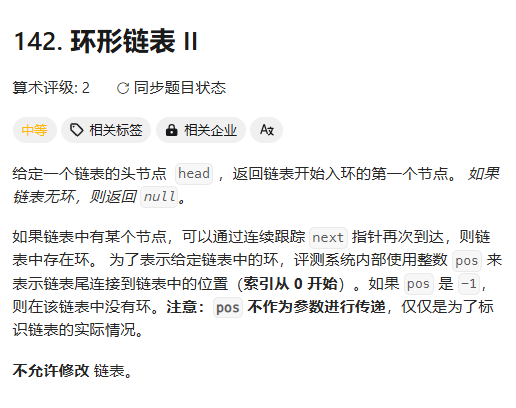 142. 环形链表 II
算术评级: 2 同步题目状态
中等 相关标签 相关企业 Aз
给定一个链表的头节点 head ，返回链表开始入环的第一个节点。 如果
链表无环，则返回 null。
如果链表中有某个节点，可以通过连续跟踪 next 指针再次到达，则链
表中存在环。 为了表示给定链表中的环，评测系统内部使用整数 pos 来
表示链表尾连接到链表中的位置（索引从 0 开始）。如果 pos 是 -1，
则在该链表中没有环。注意：pos 不作为参数进行传递，仅仅是为了标
识链表的实际情况。
不允许修改 链表。